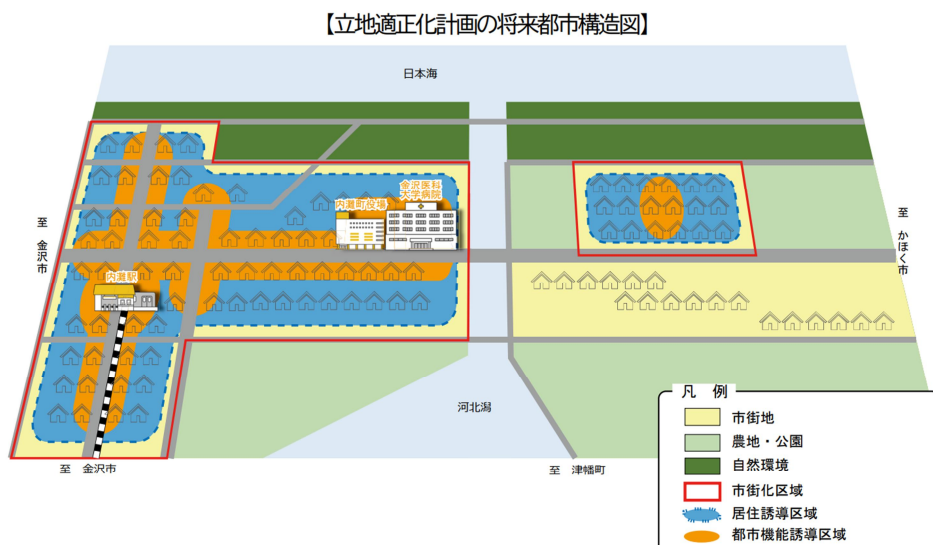 【立地適正化計画の将来都市構造図】
日本海
金沢医科
大学病院
内灘町役場
至 金沢市
至 かほく市
内灘駅
河北潟
至 金沢市
至 津幡町
凡 例
市街地
農地・公園
自然環境
市街化区域
居住誘導区域
都市機能誘導区域